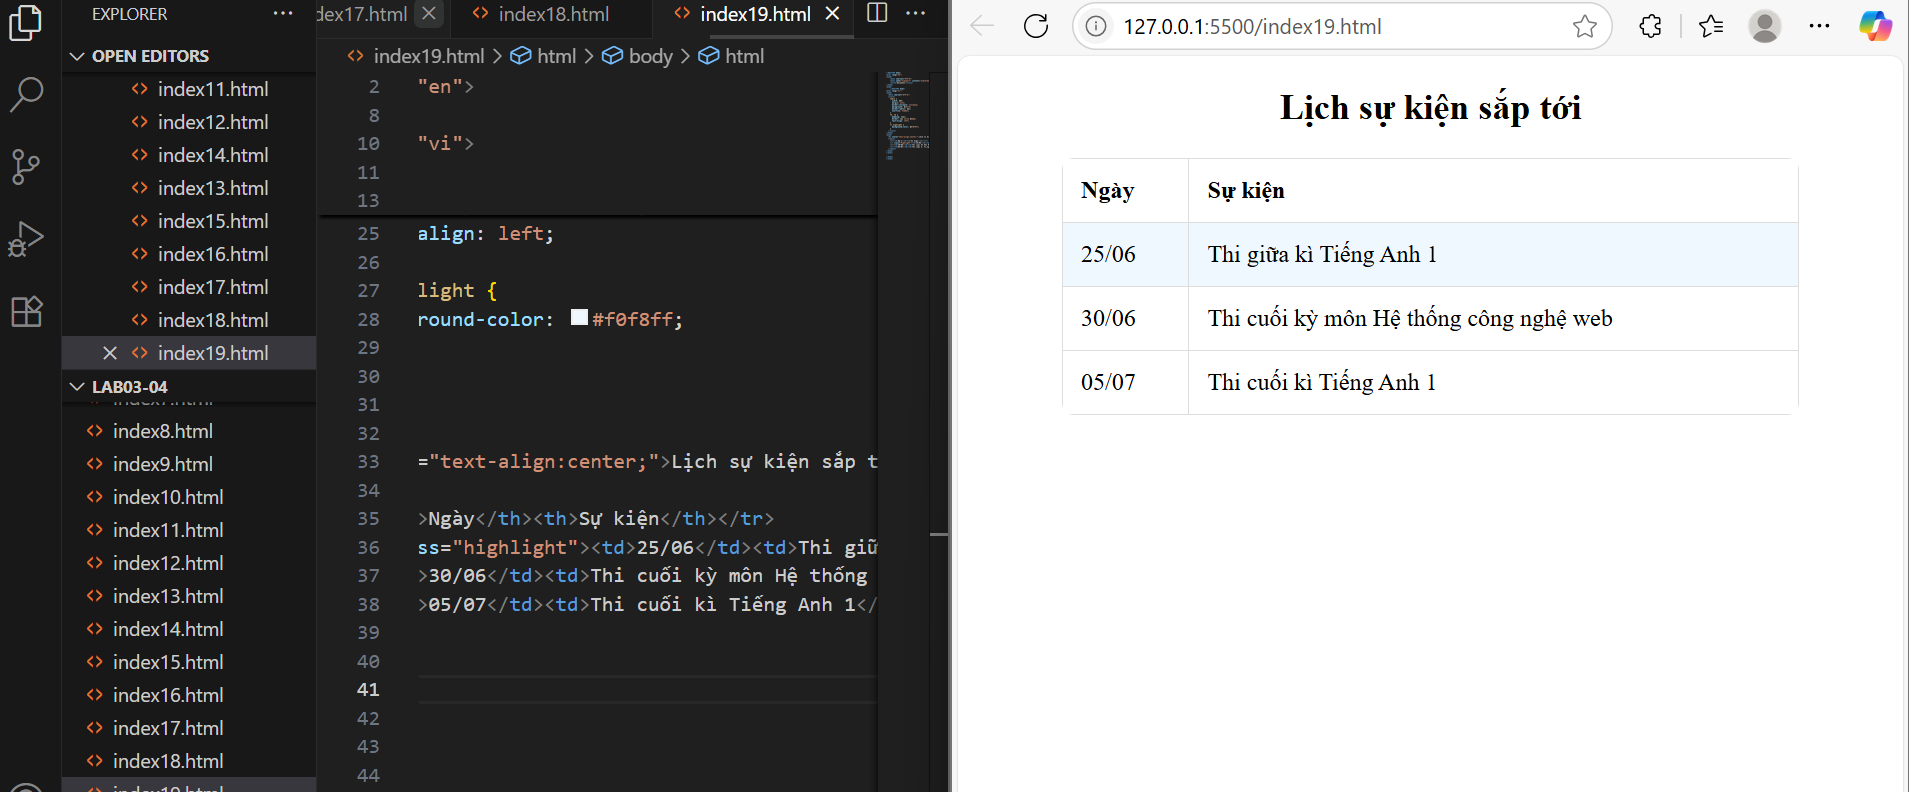 EXPLORER
OPEN EDITORS
index11.html
index12.html
index14.html
index13.html
index15.html
index16.html
index17.html
index18.html
index19.html
LAB03-04
index8.html
index9.html
index10.html
index11.html
index12.html
index13.html
index14.html
index15.html
index16.html
index17.html
index18.html
dex17.html
index18.html
index19.html
index19.html > html > body > html
2 "en">
8
10 "vi">
11
13
25 align: left;
26
27 light {
28 round-color: #f0f8ff;
29
30
31
32
33 ="text-align:center;">Lịch sự kiện sắp t
34
35 >Ngày</th><th>Sự kiện</th></tr>
36 ss="highlight"><td>25/06</td><td>Thi giữ
37 >30/06</td><td>Thi cuối kỳ môn Hệ thống
38 >05/07</td><td>Thi cuối kì Tiếng Anh 1</
39
40
41
42
43
44
127.0.0.1:5500/index19.html
Lịch sự kiện sắp tới
Ngày Sự kiện
25/06 Thi giữa kì Tiếng Anh 1
30/06 Thi cuối kỳ môn Hệ thống công nghệ web
05/07 Thi cuối kì Tiếng Anh 1